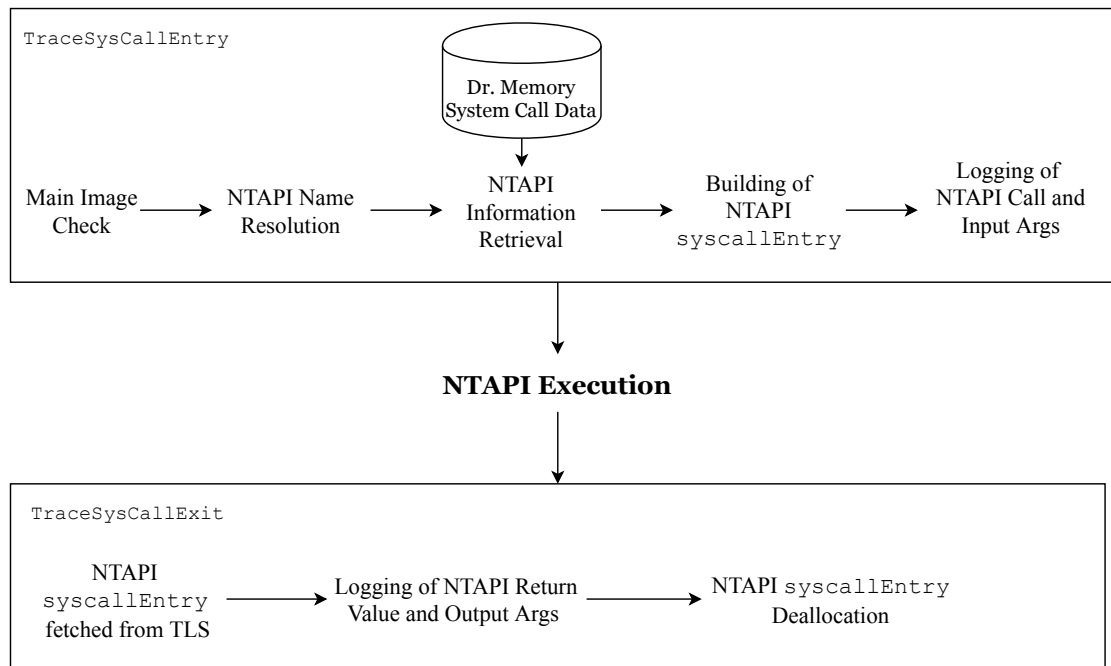 TraceSysCallEntry
Dr. Memory
System Call Data
Main Image
Check
NTAPI Name
Resolution
NTAPI
Information
Retrieval
Building of
NTAPI
syscallEntry
Logging of
NTAPI Call and
Input Args
NTAPI Execution
TraceSysCallExit
NTAPI
syscallEntry
fetched from TLS
Logging of NTAPI Return
Value and Output Args
NTAPI syscallEntry
Deallocation